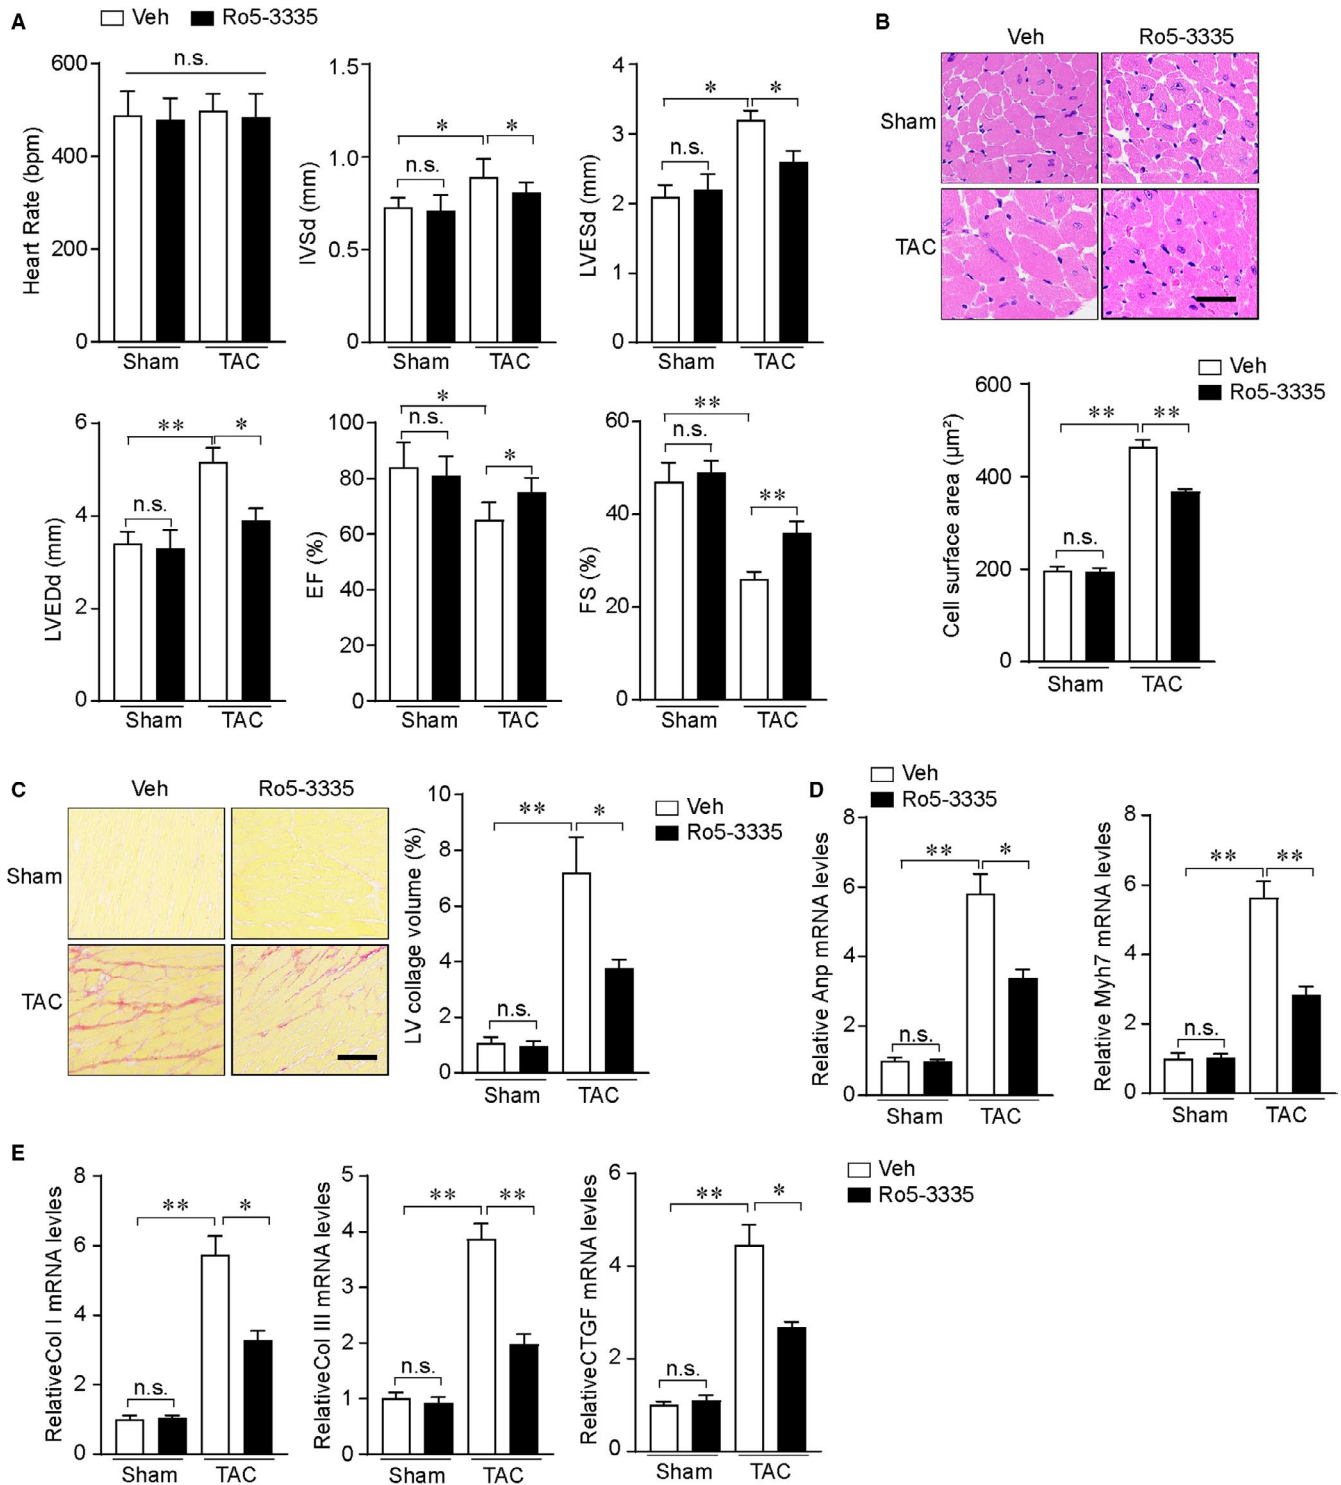 A
Veh
Ro5-3335
Heart Rate (bpm)
600
400
200
0
n.s.
Sham
TAC
IVSd (mm)
1.5
1.0
0.5
0
n.s.
*
*
Sham
TAC
LVESd (mm)
4
3
2
1
0
n.s.
*
*
Sham
TAC
LVEDd (mm)
6
4
2
0
n.s.
**
*
Sham
TAC
EF (%)
100
80
60
40
20
0
*
n.s.
*
Sham
TAC
FS (%)
60
40
20
0
**
n.s.
**
Sham
TAC
B
Veh
Ro5-3335
Sham
TAC
Veh
Ro5-3335
Cell surface area (µm²)
600
400
200
0
n.s.
**
**
Sham
TAC
C
Veh
Ro5-3335
Sham
TAC
LV collage volume (%)
10
8
6
4
2
0
n.s.
**
*
Sham
TAC
Veh
Ro5-3335
D
Veh
Ro5-3335
Relative Anp mRNA levles
8
6
4
2
0
n.s.
**
*
Sham
TAC
Relative Myh7 mRNA levles
8
6
4
2
0
n.s.
**
**
Sham
TAC
E
RelativeCol I mRNA levles
8
6
4
2
0
n.s.
**
*
Sham
TAC
RelativeCol III mRNA levles
5
4
3
2
1
0
n.s.
**
**
Sham
TAC
RelativeCTGF mRNA levles
6
4
2
0
n.s.
**
*
Sham
TAC
Veh
Ro5-3335